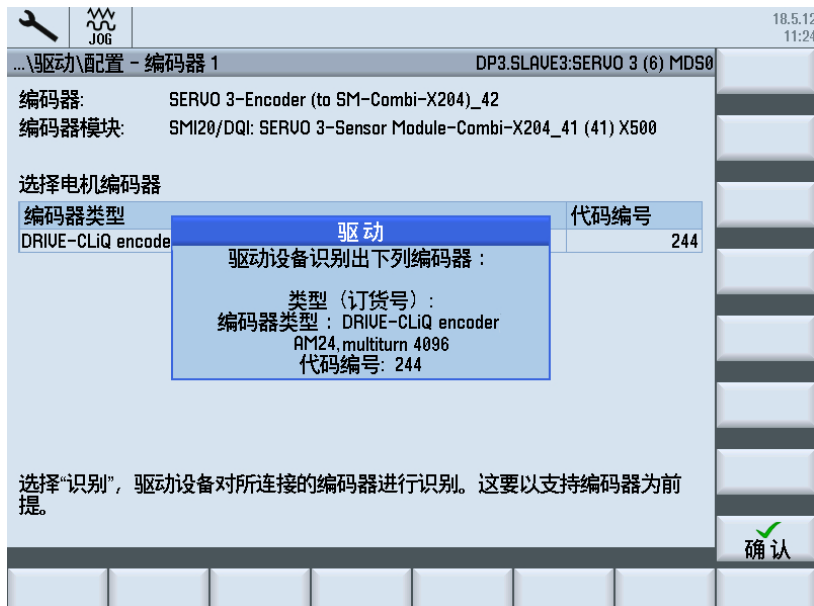 JOG
18.5.12
11:24
...\驱动\配置 - 编码器 1
DP3.SLAVE3:SERVO 3 (6) MDS0
编码器: SERVO 3-Encoder (to SM-Combi-X204)_42
编码器模块: SMI20/DQI: SERVO 3-Sensor Module-Combi-X204_41 (41) X500
选择电机编码器
编码器类型 代码编号
DRIVE-CLiQ encode 244
驱动
驱动设备识别出下列编码器：
类型（订货号）:
编码器类型：DRIVE-CLiQ encoder
AM24, multiturn 4096
代码编号: 244
选择“识别”，驱动设备对所连接的编码器进行识别。这要以支持编码器为前
提。
确认